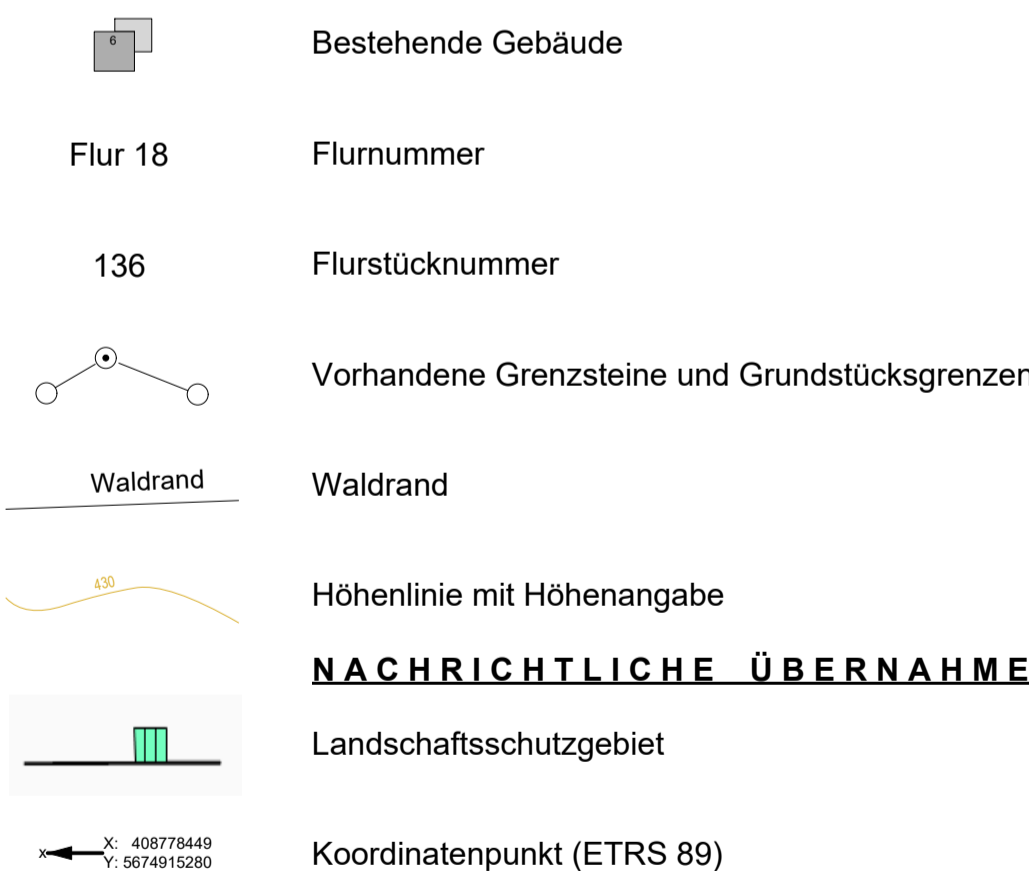 6
Bestehende Gebäude
Flur 18
Flurnummer
136
Flurstücknummer
Vorhandene Grenzsteine und Grundstücksgrenzen
Waldrand
Waldrand
430
Höhenlinie mit Höhenangabe
NACHRICHTLICHE ÜBERNAHME
Landschaftsschutzgebiet
x
X: 408778449
Y: 5674915280
Koordinatenpunkt (ETRS 89)